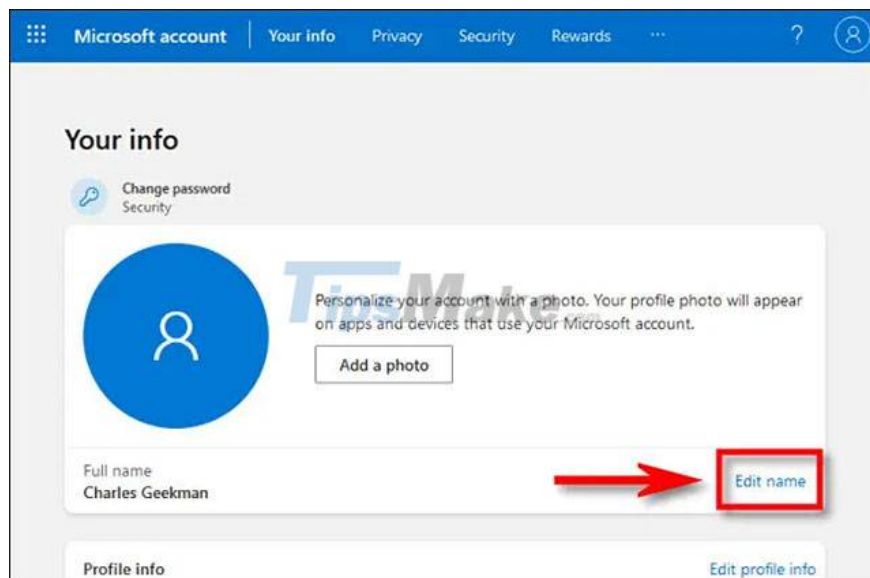 Microsoft account
Your info
Privacy
Security
Rewards
...
?
Your info
Change password
Security
TipsMake.com
Personalize your account with a photo. Your profile photo will appear
on apps and devices that use your Microsoft account.
Add a photo
Full name
Charles Geekman
Edit name
Profile info
Edit profile info